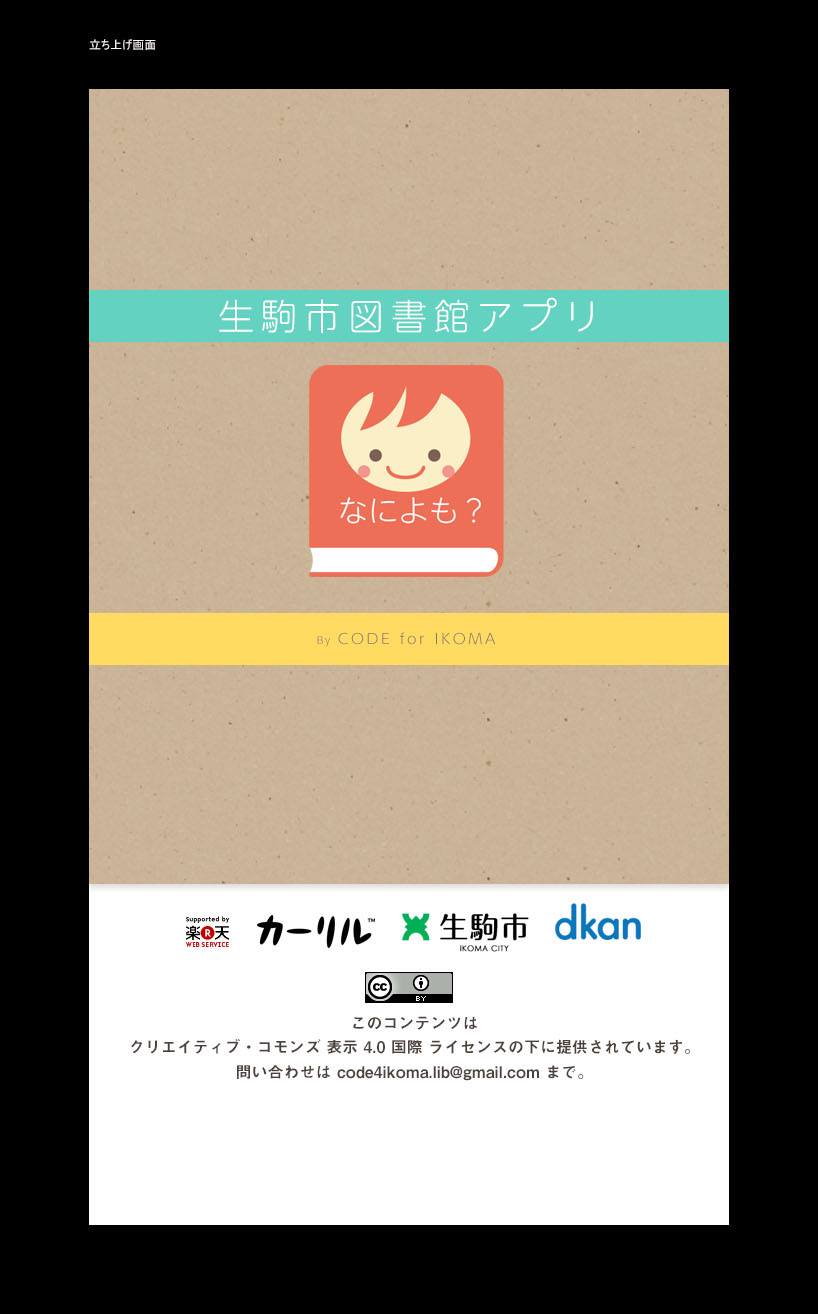 立ち上げ画面
生駒市図書館アプリ
なによも？
By CODE for IKOMA
Supported by
楽R天
WEB SERVICE
カーリル™
生駒市
IKOMA CITY
dkan
cc
BY
このコンテンツは
クリエイティブ・コモンズ 表示 4.0 国際 ライセンスの下に提供されています。
問い合わせは code4ikoma.lib@gmail.com まで。